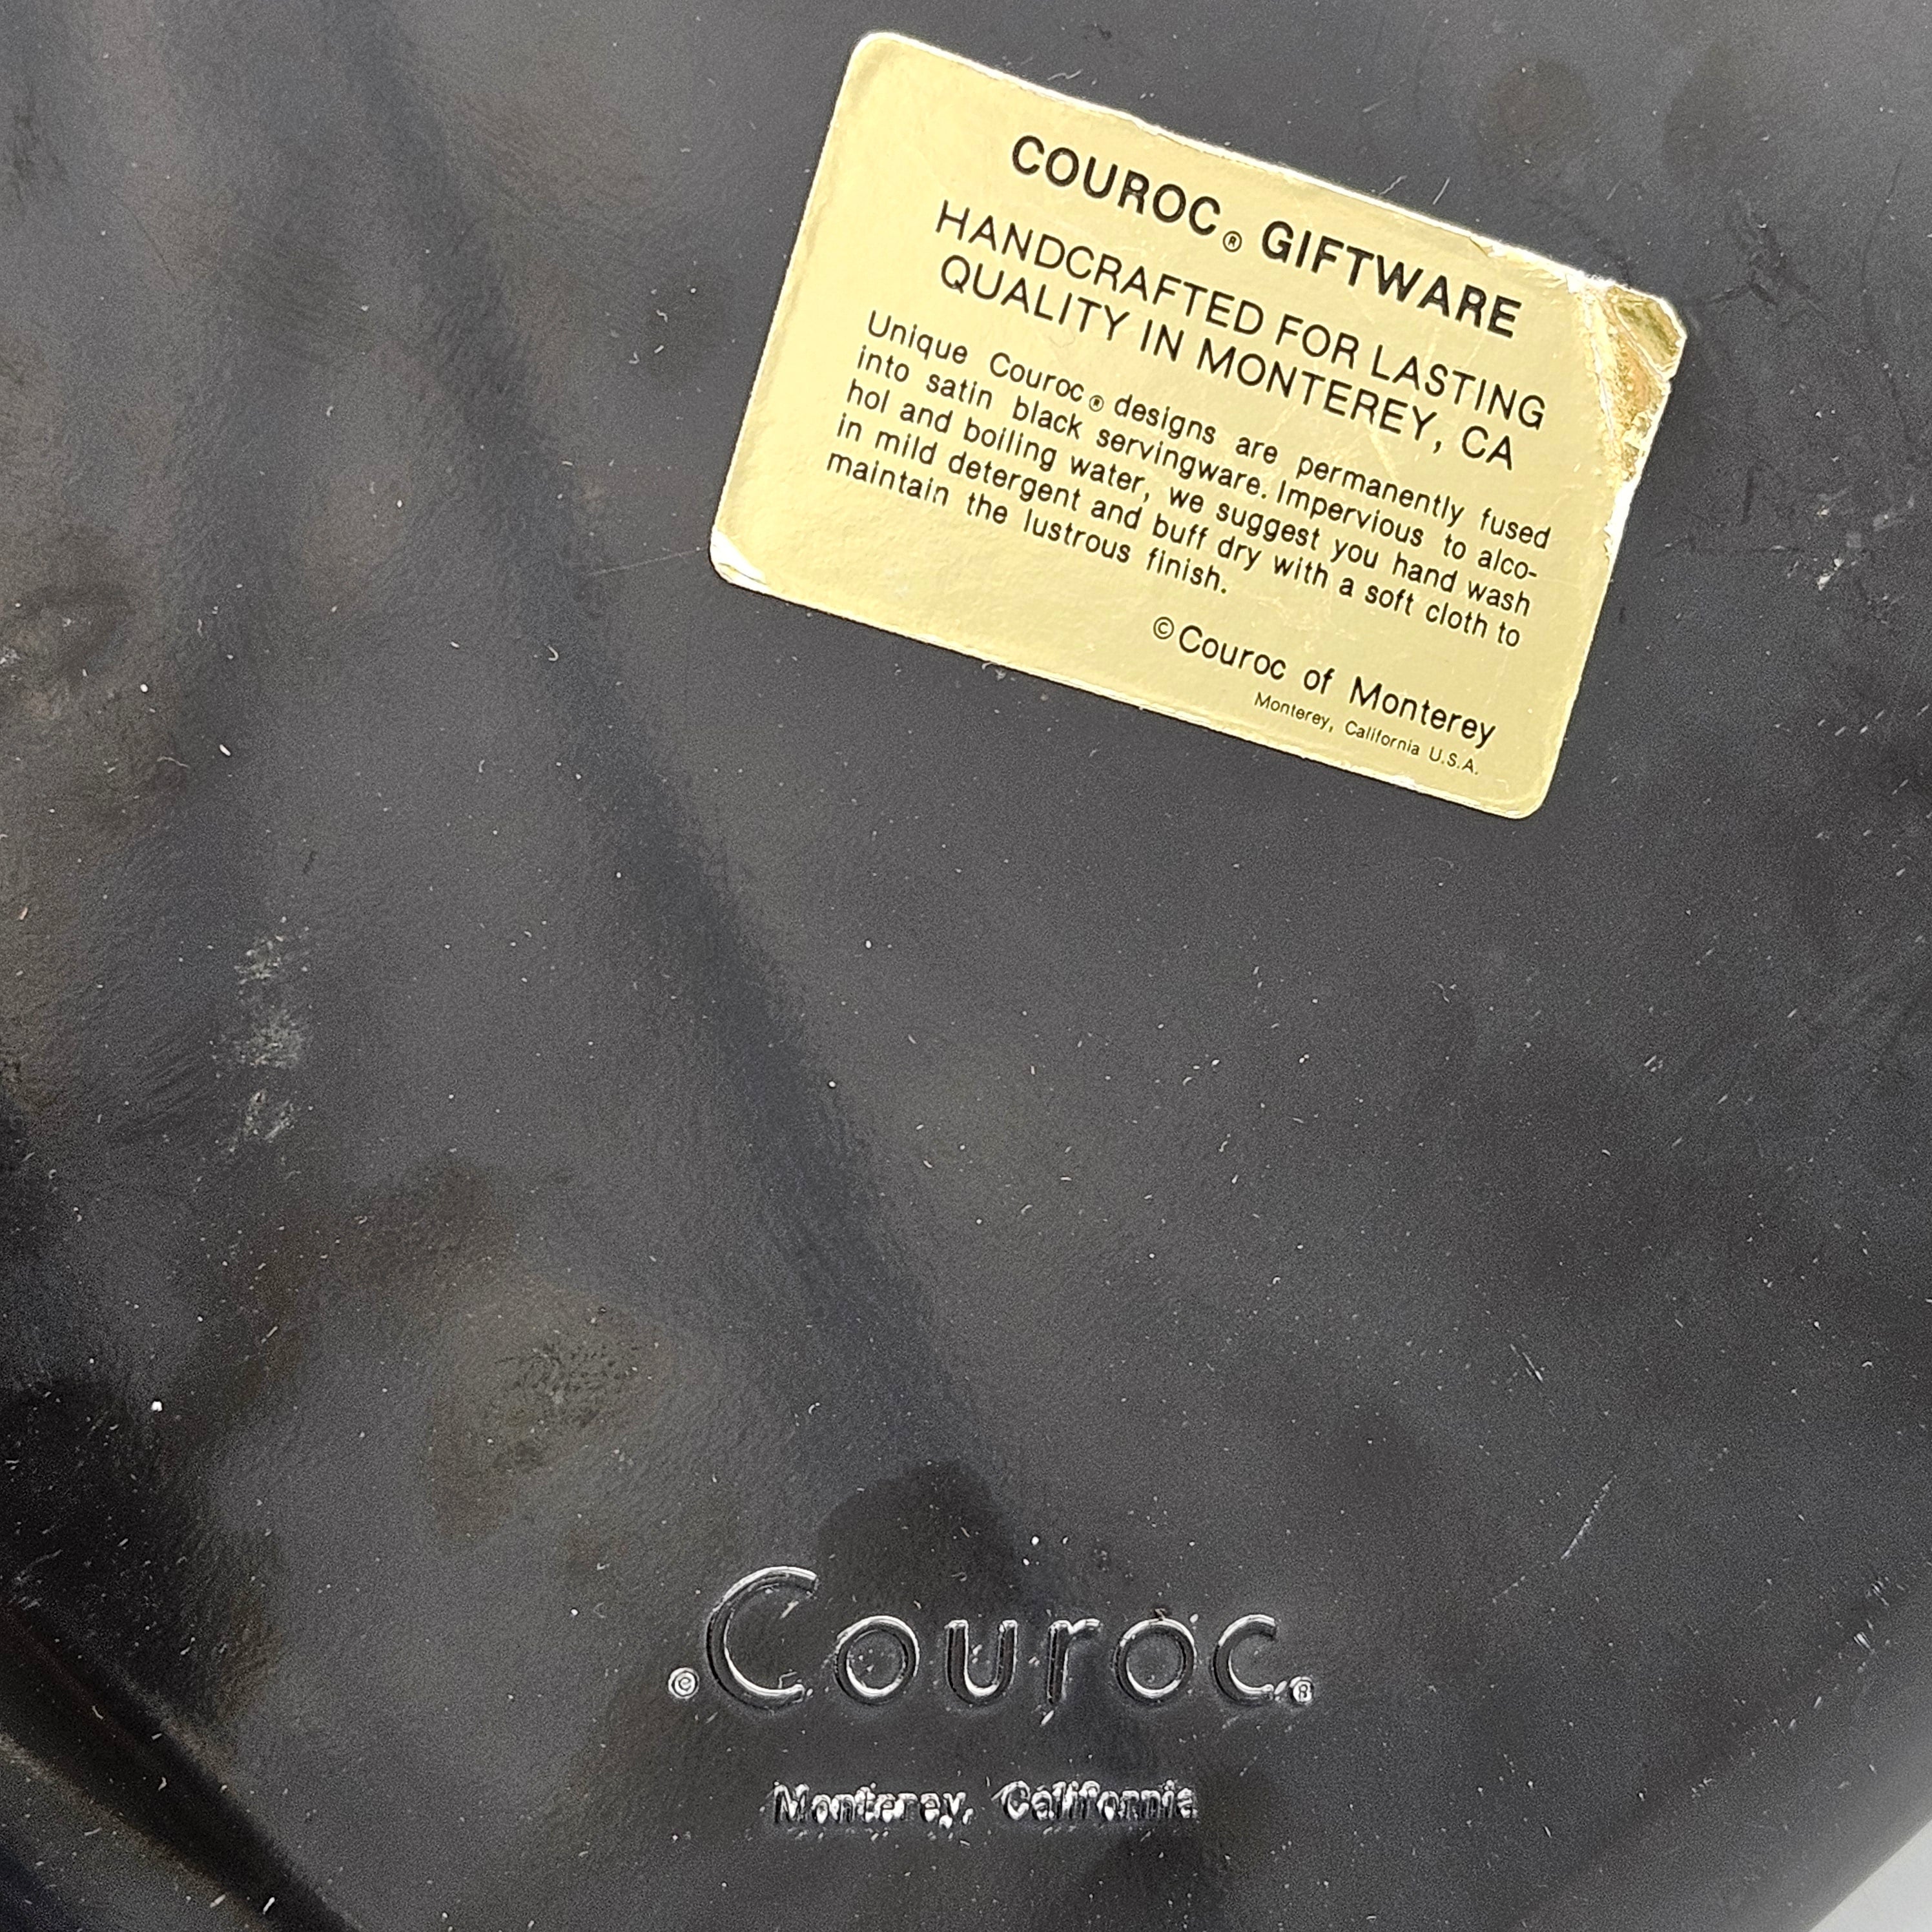 COUROC® GIFTWARE
HANDCRAFTED FOR LASTING
QUALITY IN MONTEREY, CA
Unique Couroc® designs are permanently fused
into satin black servingware. Impervious to alco-
hol and boiling water, we suggest you hand wash
in mild detergent and buff dry with a soft cloth to
maintain the lustrous finish.
© Couroc of Monterey
Monterey, California U.S.A.
©Couroc®
Monterey, California